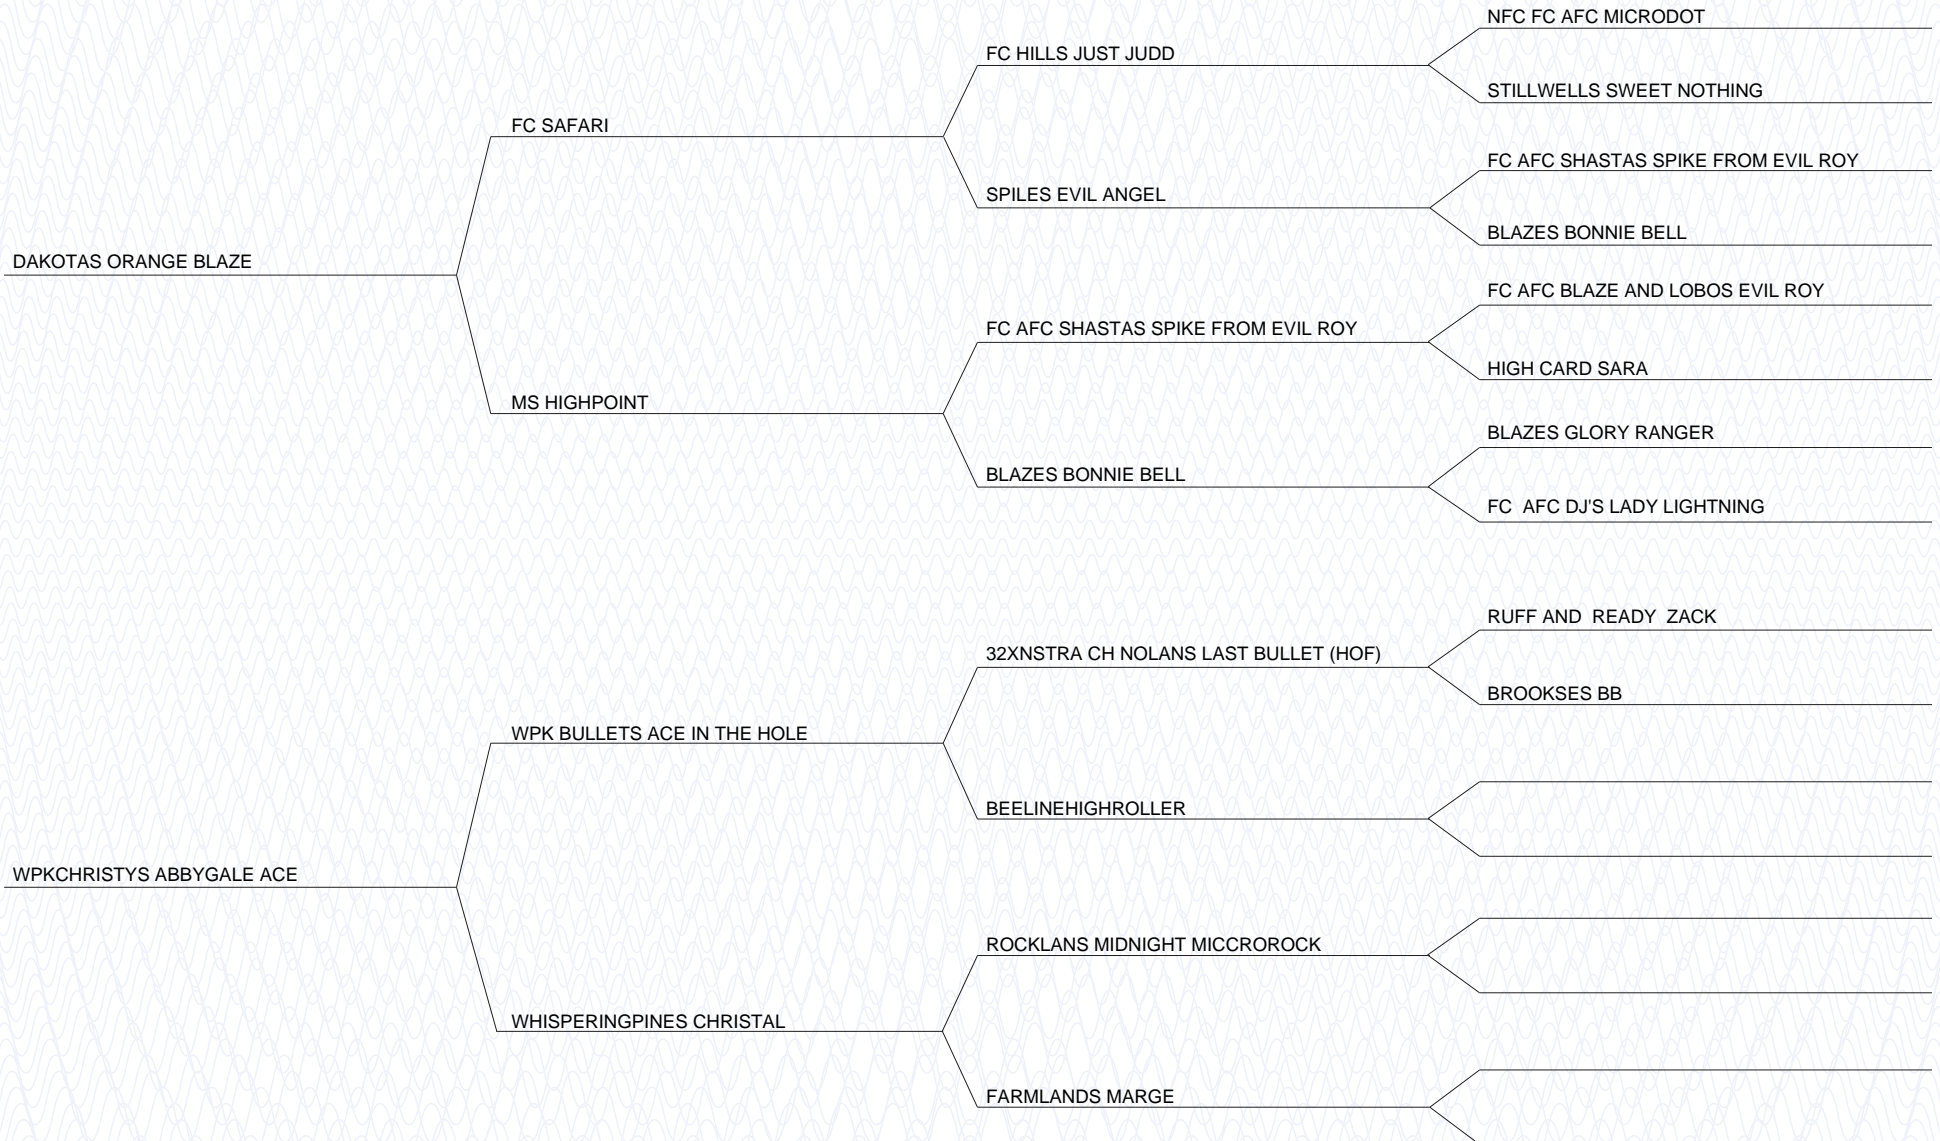 NFC FC AFC MICRODOT
FC HILLS JUST JUDD
STILLWELLS SWEET NOTHING
FC SAFARI
FC AFC SHASTAS SPIKE FROM EVIL ROY
SPILES EVIL ANGEL
BLAZES BONNIE BELL
DAKOTAS ORANGE BLAZE
FC AFC BLAZE AND LOBOS EVIL ROY
FC AFC SHASTAS SPIKE FROM EVIL ROY
HIGH CARD SARA
MS HIGHPOINT
BLAZES GLORY RANGER
BLAZES BONNIE BELL
FC  AFC DJ'S LADY LIGHTNING
RUFF AND  READY  ZACK
32XNSTRA CH NOLANS LAST BULLET (HOF)
BROOKSES BB
WPK BULLETS ACE IN THE HOLE
BEELINEHIGHROLLER
WPKCHRISTYS ABBYGALE ACE
ROCKLANS MIDNIGHT MICCROROCK
WHISPERINGPINES CHRISTAL
FARMLANDS MARGE